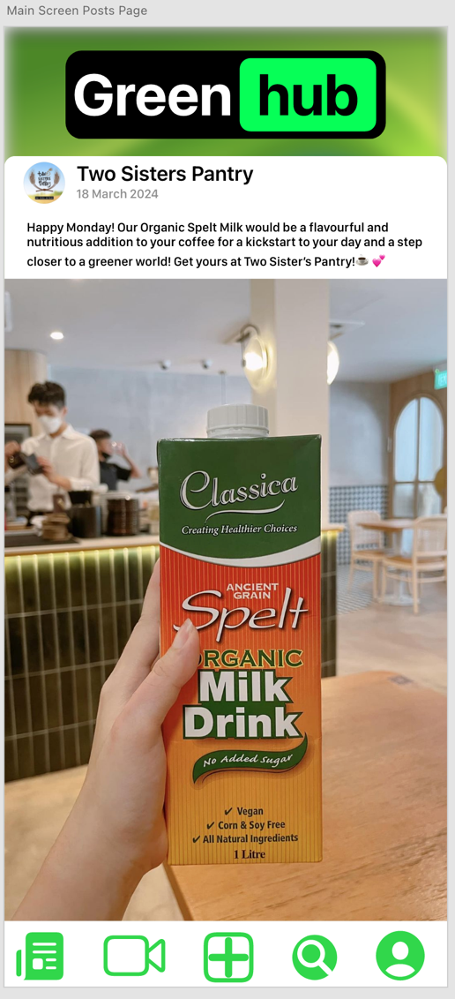 Main Screen Posts Page
Green hub
Two Sisters Pantry
18 March 2024
Happy Monday! Our Organic Spelt Milk would be a flavourful and
nutritious addition to your coffee for a kickstart to your day and a step
closer to a greener world! Get yours at Two Sister’s Pantry!☕ 💕
Classica
Creating Healthier Choices
ANCIENT
GRAIN
Spelt
ORGANIC
Milk
Drink
No Added Sugar
✔ Vegan
✔ Corn & Soy Free
✔ All Natural Ingredients
1 Litre